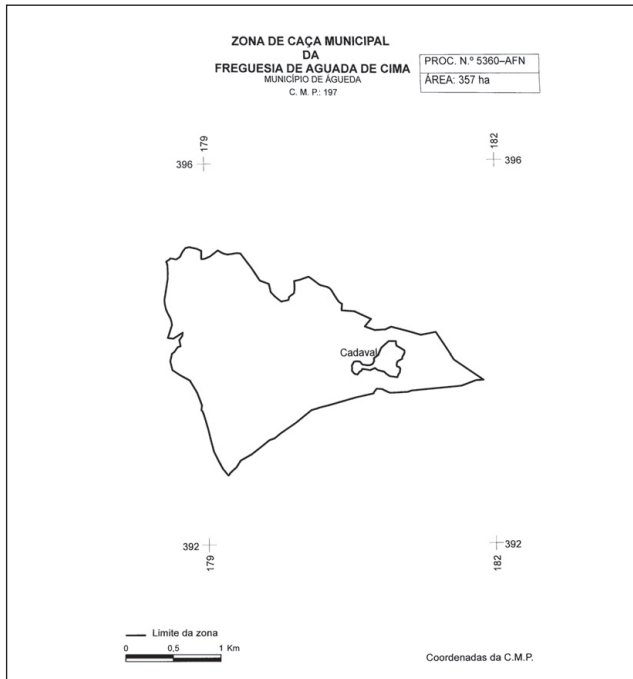 ZONA DE CAÇA MUNICIPAL
DA
FREGUESIA DE AGUADA DE CIMA
MUNICÍPIO DE ÁGUEDA
C. M. P.: 197
PROC. N.º 5360–AFN
ÁREA: 357 ha
179
396
182
396
Cadaval
392
179
392
182
Limite da zona
0 0,5 1 Km
Coordenadas da C.M.P.